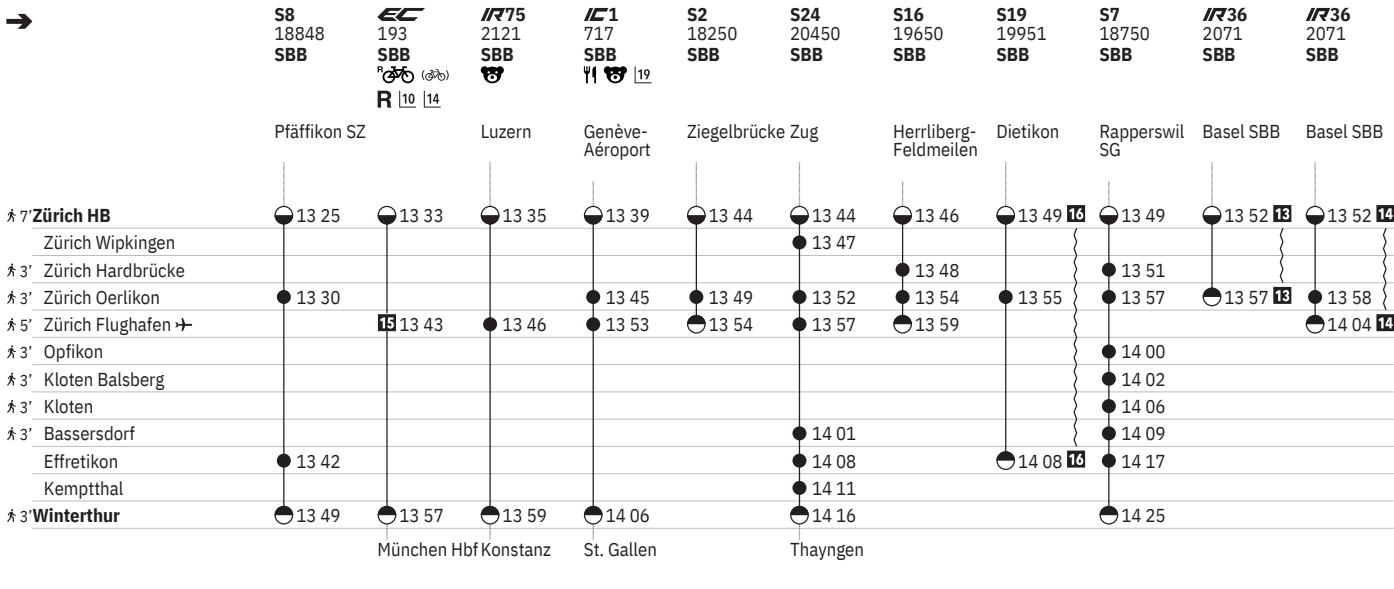 S8 EC IR75 IC1 S2 S24 S16 S19 S7 IR36 IR36
18848 193 2121 717 18250 20450 19650 19951 18750 2071 2071
SBB SBB SBB SBB SBB SBB SBB SBB SBB SBB SBB
R 19
R 10 14
Pfäffikon SZ Luzern Genève- Ziegelbrücke Zug Herrliberg- Dietikon Rapperswil Basel SBB Basel SBB
Aéroport Feldmeilen SG
7’ Zürich HB 13 25 13 33 13 35 13 39 13 44 13 44 13 46 13 49 16 13 49 13 52 13 13 52 14
Zürich Wipkingen 13 47
3’ Zürich Hardbrücke 13 48 13 51
3’ Zürich Oerlikon 13 30 13 45 13 49 13 52 13 54 13 55 13 57 13 57 13 13 58
5’ Zürich Flughafen 15 13 43 13 46 13 53 13 54 13 57 13 59 14 04 14
3’ Opfikon 14 00
3’ Kloten Balsberg 14 02
3’ Kloten 14 06
3’ Bassersdorf 14 01 14 09
Effretikon 13 42 14 08 14 08 16 14 17
Kemptthal 14 11
3’ Winterthur 13 49 13 57 13 59 14 06 14 16 14 25
München Hbf Konstanz St. Gallen Thayngen